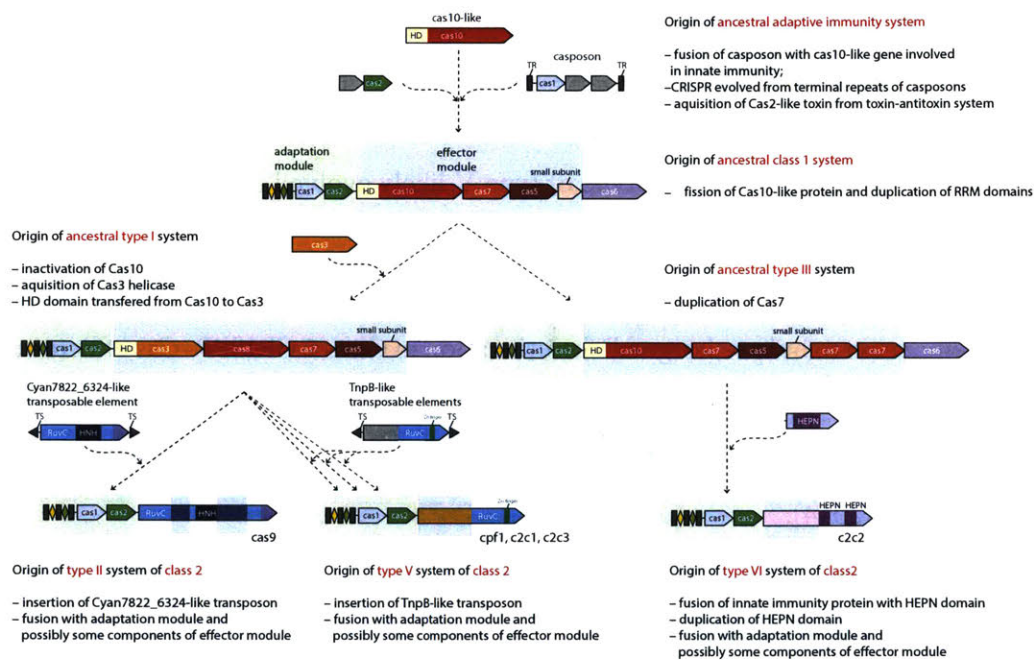 cas10-like
HD cas10
casposon
TR TR
cas2
cas1
Origin of ancestral adaptive immunity system
– fusion of casposon with cas10-like gene involved
in innate immunity;
–CRISPR evolved from terminal repeats of casposons
– aquisition of Cas2-like toxin from toxin-antitoxin system
adaptation
module
effector
module
small subunit
cas1 cas2 HD cas10 cas7 cas5 cas6
Origin of ancestral class 1 system
– fission of Cas10-like protein and duplication of RRM domains
Origin of ancestral type I system
– inactivation of Cas10
– aquisition of Cas3 helicase
– HD domain transfered from Cas10 to Cas3
cas3
Origin of ancestral type III system
– duplication of Cas7
small subunit
cas1 cas2 HD cas3 cas8 cas7 cas5 cas6
small subunit
cas1 cas2 HD cas10 cas7 cas5 cas7 cas7 cas6
Cyan7822_6324-like
transposable element
TS TS
RuvC HNH
TnpB-like
transposable elements
TS TS
RuvC
HEPN
cas1 cas2 RuvC HNH
cas9
cas1 cas2 RuvC
cpf1, c2c1, c2c3
HEPN HEPN
cas1 cas2
c2c2
Origin of type II system of class 2
– insertion of Cyan7822_6324-like transposon
– fusion with adaptation module and
possibly some components of effector module
Origin of type V system of class 2
– insertion of TnpB-like transposon
– fusion with adaptation module and
possibly some components of effector module
Origin of type VI system of class2
– fusion of innate immunity protein with HEPN domain
– duplication of HEPN domain
– fusion with adaptation module and
possibly some components of effector module